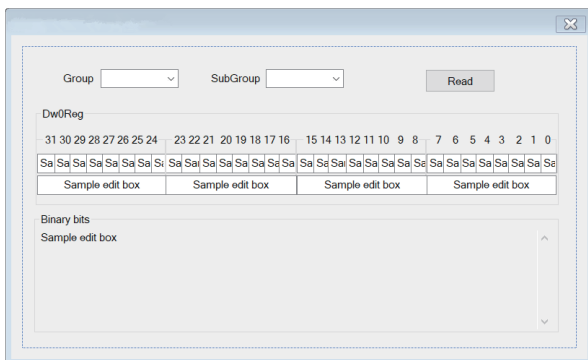 Group SubGroup Read
Dw0Reg
31 30 29 28 27 26 25 24 23 22 21 20 19 18 17 16 15 14 13 12 11 10 9 8 7 6 5 4 3 2 1 0
Sa Sa Sa Sa Sa Sa Sa Sa Sa Sa Sa Sa Sa Sa Sa Sa Sa Sa Sa Sa Sa Sa Sa Sa Sa Sa Sa Sa Sa Sa Sa Sa
Sample edit box Sample edit box Sample edit box Sample edit box
Binary bits
Sample edit box